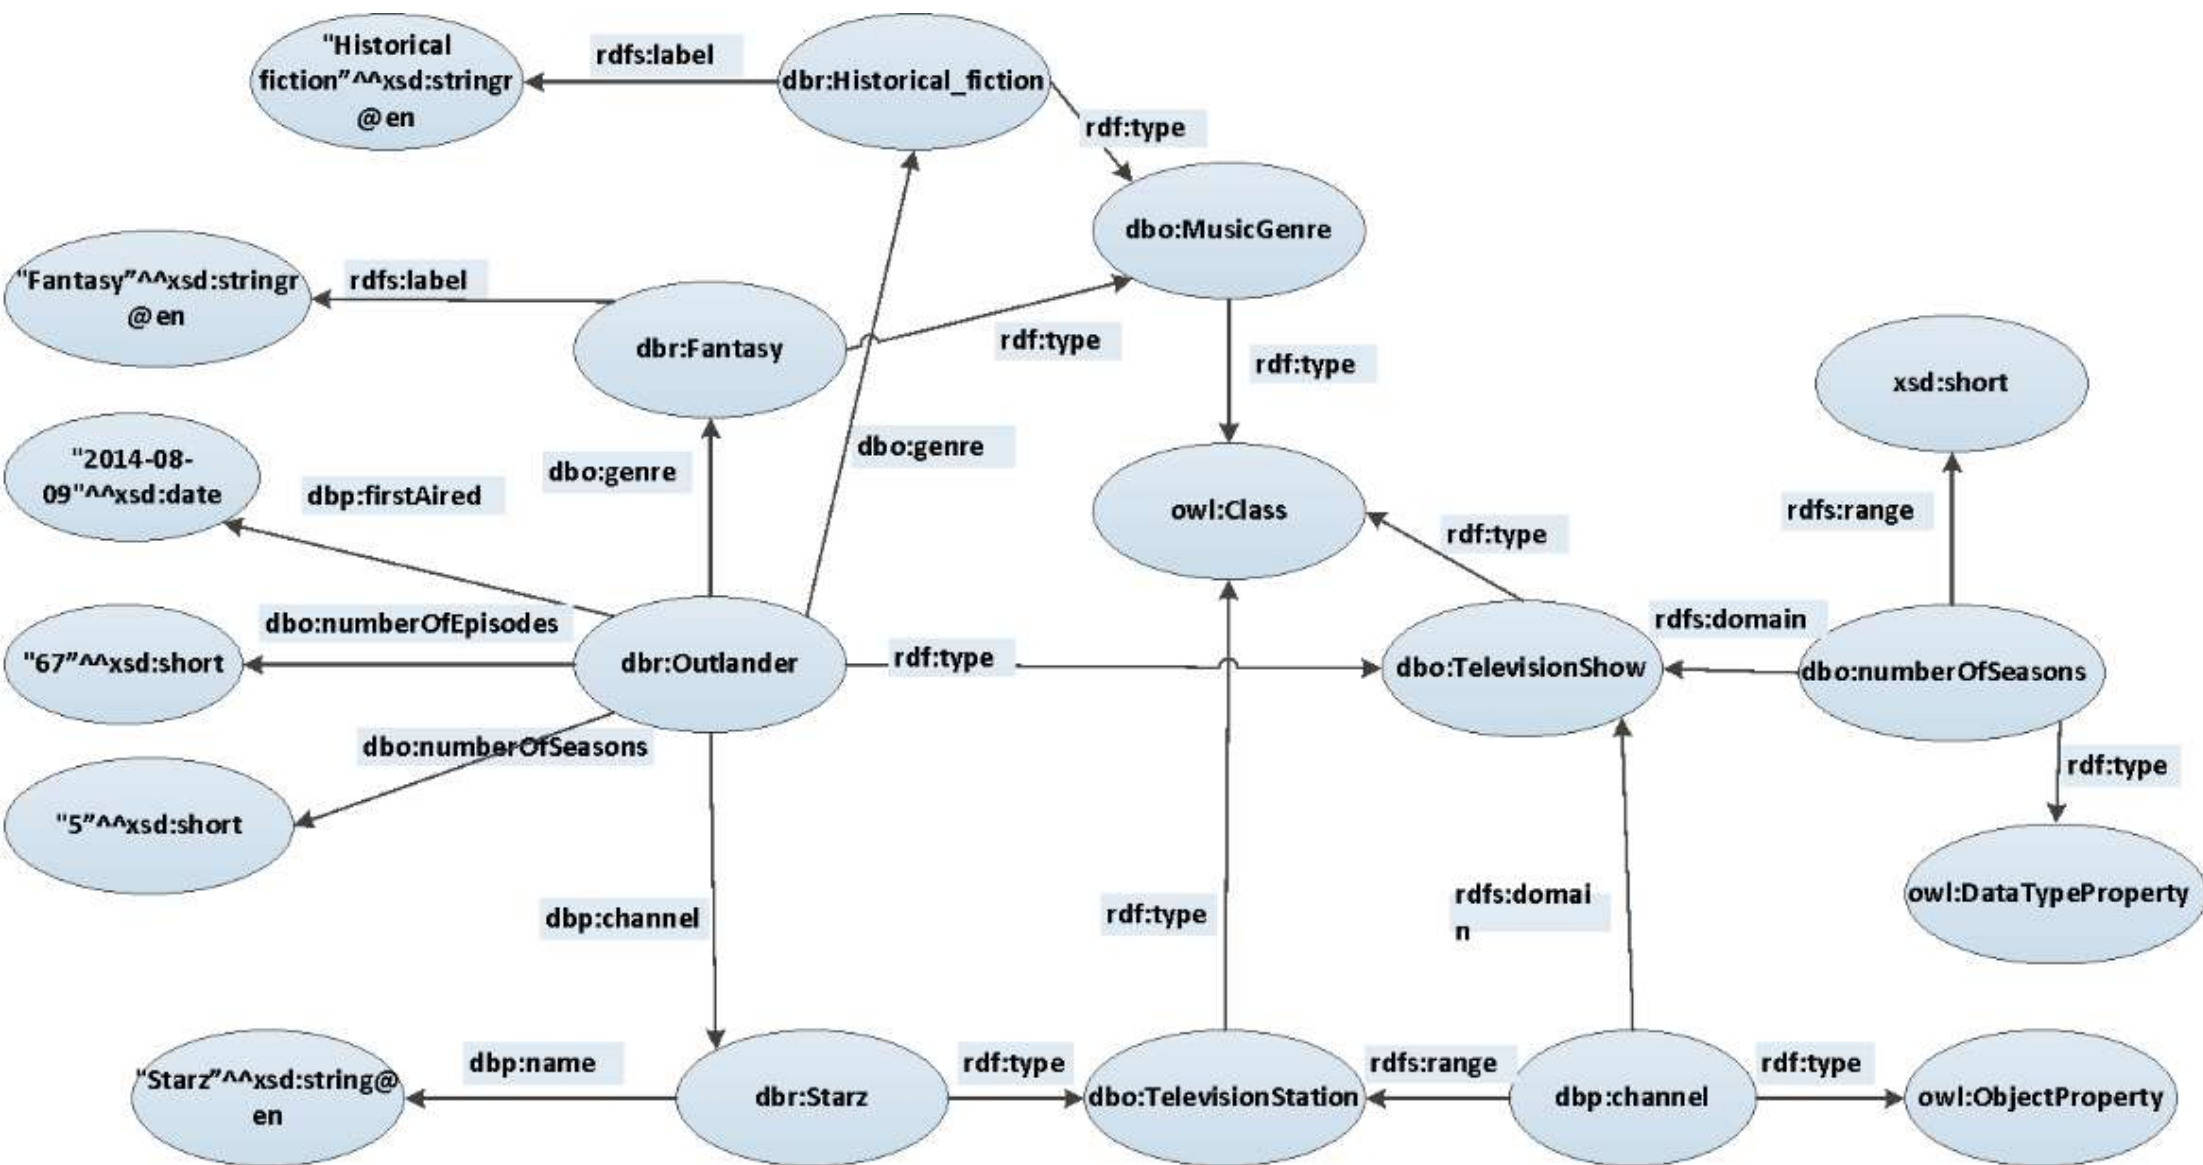 "Historical
fiction"^^xsd:stringr
@en
rdfs:label
dbr:Historical_fiction
rdf:type
dbo:MusicGenre
"Fantasy"^^xsd:stringr
@en
rdfs:label
dbr:Fantasy
rdf:type
rdf:type
xsd:short
"2014-08-
09"^^xsd:date
dbp:firstAired
dbo:genre
dbo:genre
owl:Class
rdf:type
rdfs:range
dbo:numberOfEpisodes
"67"^^xsd:short
dbr:Outlander
rdf:type
dbo:TelevisionShow
rdfs:domain
dbo:numberOfSeasons
dbo:numberOfSeasons
rdf:type
"5"^^xsd:short
dbp:channel
rdf:type
rdfs:domai
n
owl:DataTypeProperty
"Starz"^^xsd:string@
en
dbp:name
dbr:Starz
rdf:type
dbo:TelevisionStation
rdfs:range
dbp:channel
rdf:type
owl:ObjectProperty